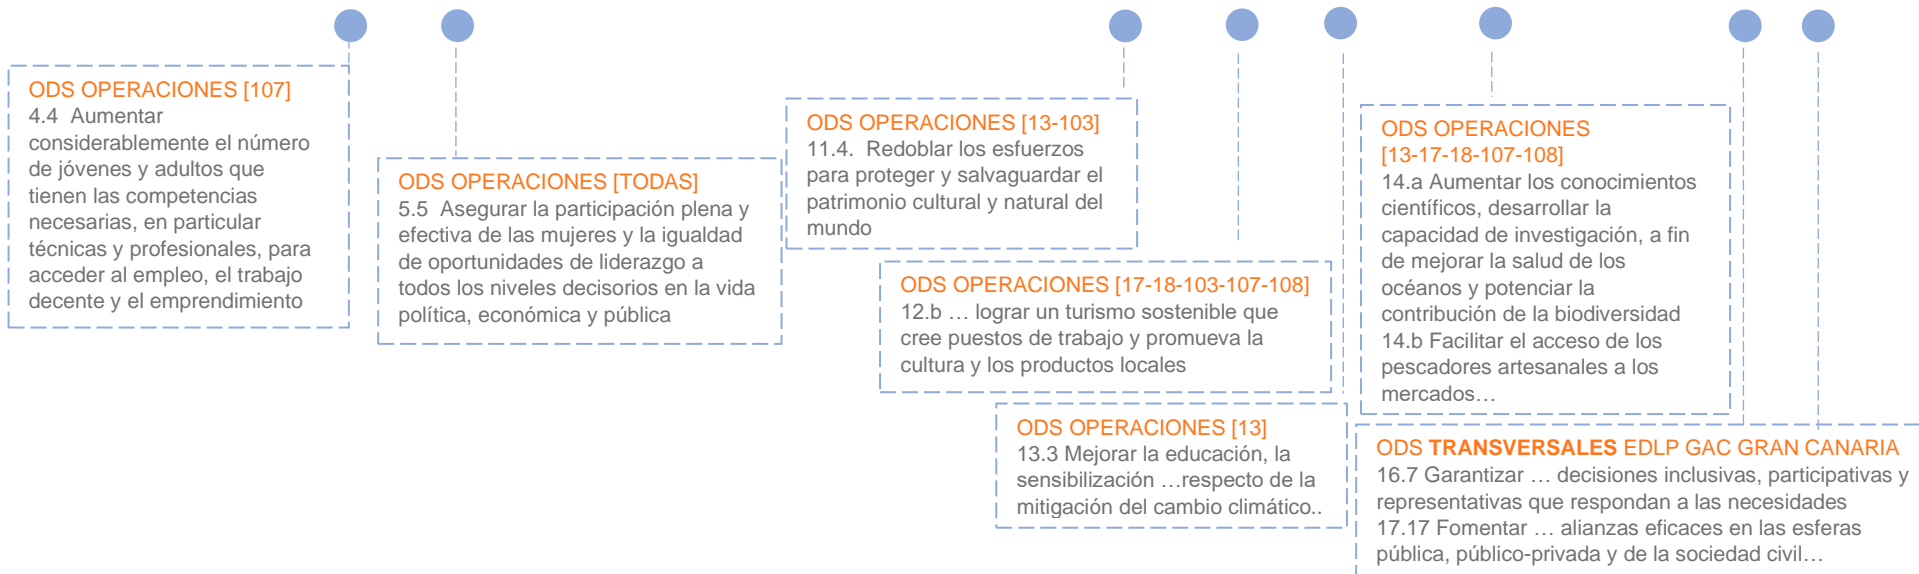 ODS OPERACIONES [107]
4.4 Aumentar
considerablemente el número
de jóvenes y adultos que
tienen las competencias
necesarias, en particular
técnicas y profesionales, para
acceder al empleo, el trabajo
decente y el emprendimiento
ODS OPERACIONES [TODAS]
5.5 Asegurar la participación plena y
efectiva de las mujeres y la igualdad
de oportunidades de liderazgo a
todos los niveles decisorios en la vida
política, económica y pública
ODS OPERACIONES [13-103]
11.4. Redoblar los esfuerzos
para proteger y salvaguardar el
patrimonio cultural y natural del
mundo
ODS OPERACIONES [17-18-103-107-108]
12.b … lograr un turismo sostenible que
cree puestos de trabajo y promueva la
cultura y los productos locales
ODS OPERACIONES [13]
13.3 Mejorar la educación, la
sensibilización …respecto de la
mitigación del cambio climático..
ODS OPERACIONES
[13-17-18-107-108]
14.a Aumentar los conocimientos
científicos, desarrollar la
capacidad de investigación, a fin
de mejorar la salud de los
océanos y potenciar la
contribución de la biodiversidad
14.b Facilitar el acceso de los
pescadores artesanales a los
mercados…
ODS TRANSVERSALES EDLP GAC GRAN CANARIA
16.7 Garantizar … decisiones inclusivas, participativas y
representativas que respondan a las necesidades
17.17 Fomentar … alianzas eficaces en las esferas
pública, público-privada y de la sociedad civil…